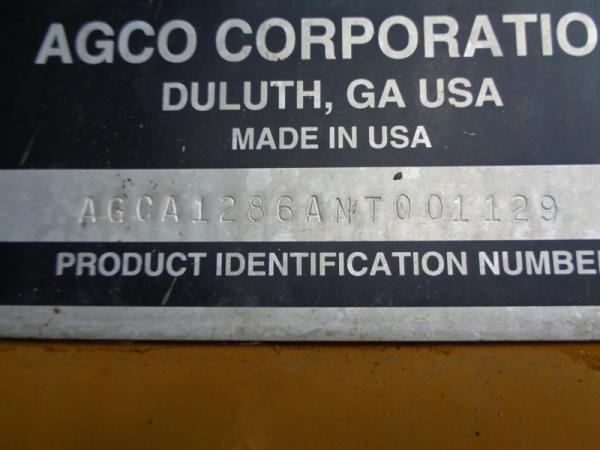 AGCO CORPORATIO
DULUTH, GA USA
MADE IN USA
AGCA1286ANT001129
PRODUCT IDENTIFICATION NUMBE